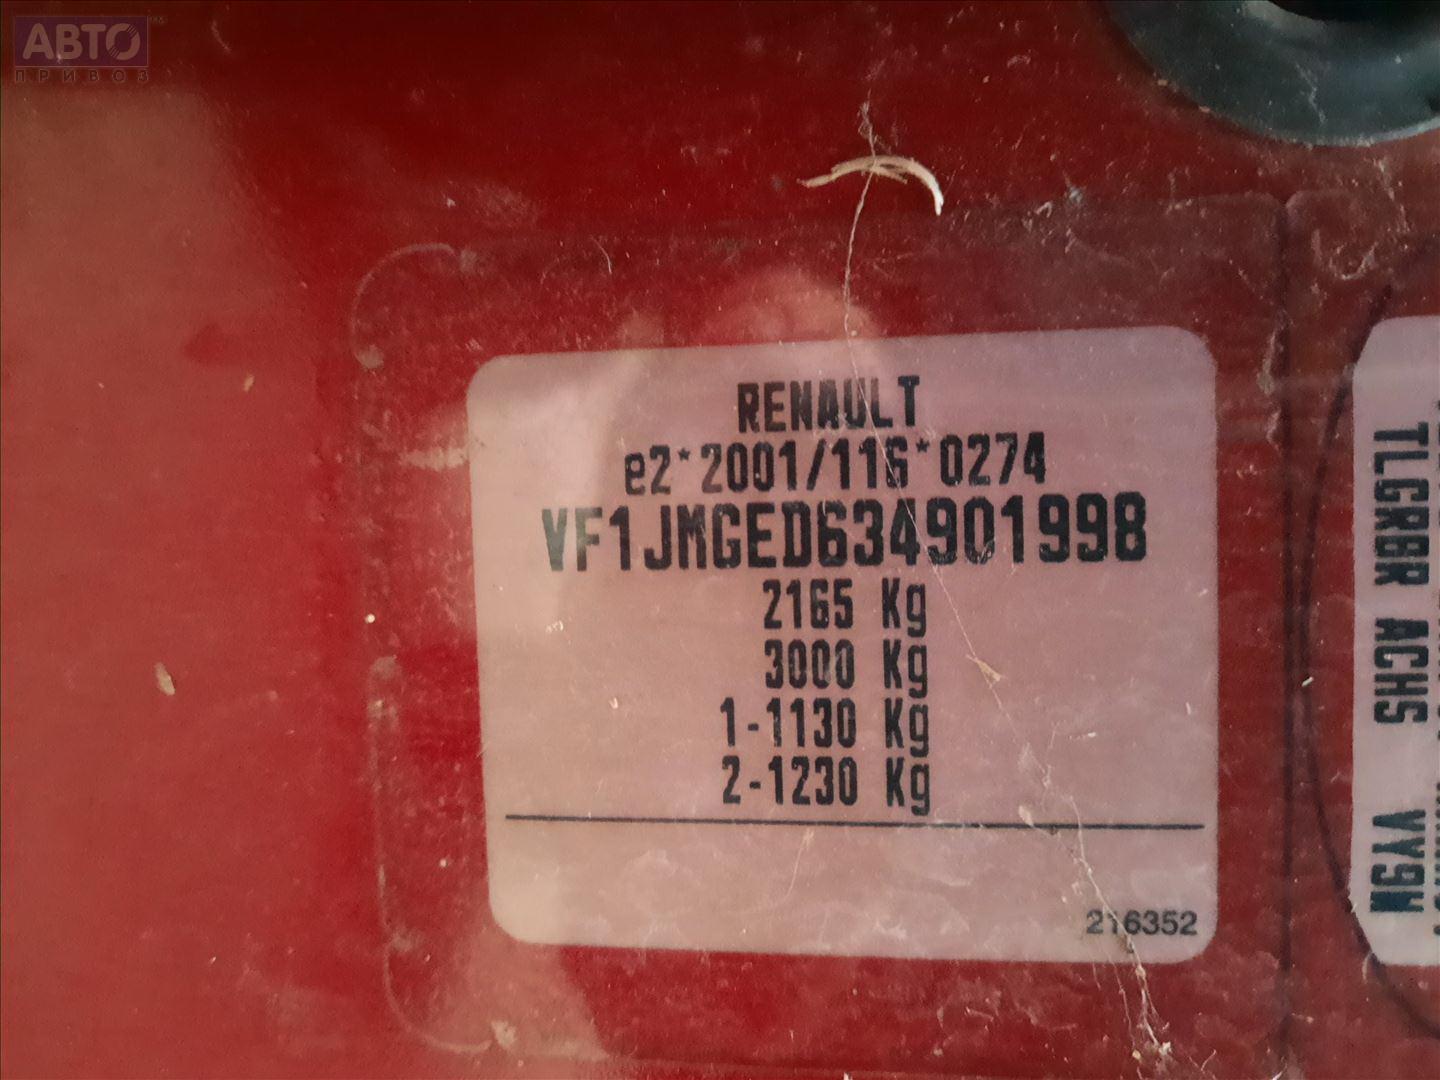 АВТО
ПРИВОЗ
RENAULT
e2*2001/116*0274
VF1JMGED634901998
2165 Kg
3000 Kg
1-1130 Kg
2-1230 Kg
216352
TLGRBR ACHS VY9W